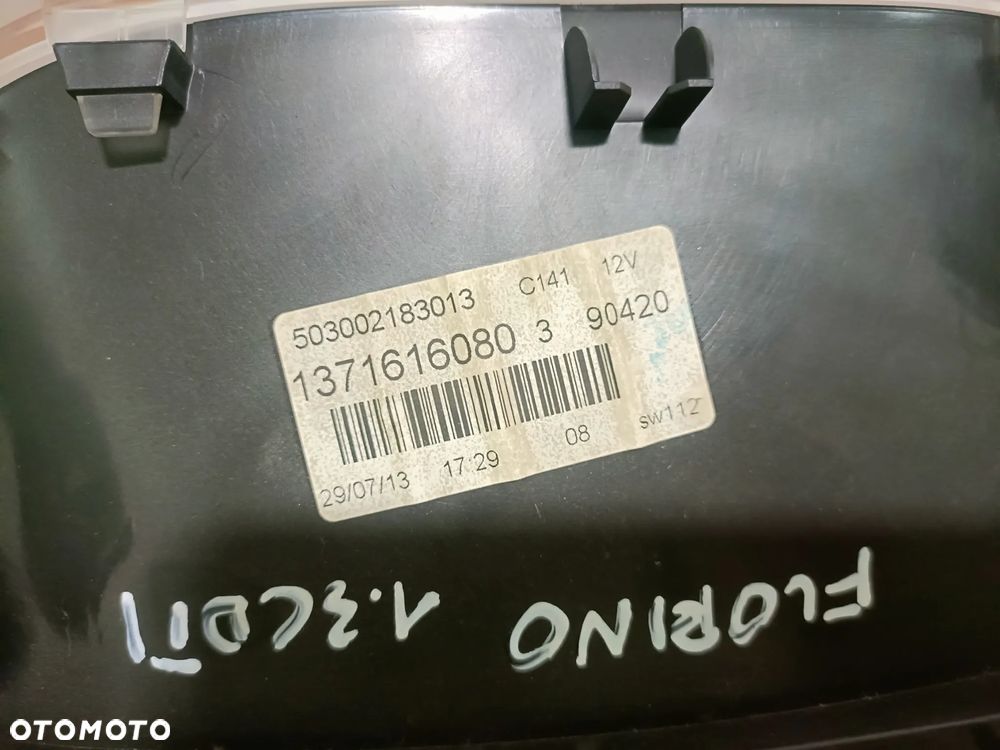 503002183013 C141 12V
1371616080 3 90420
29/07/13 17:29 08 sw112
FLORINO 1.3CDTI
OTOMOTO